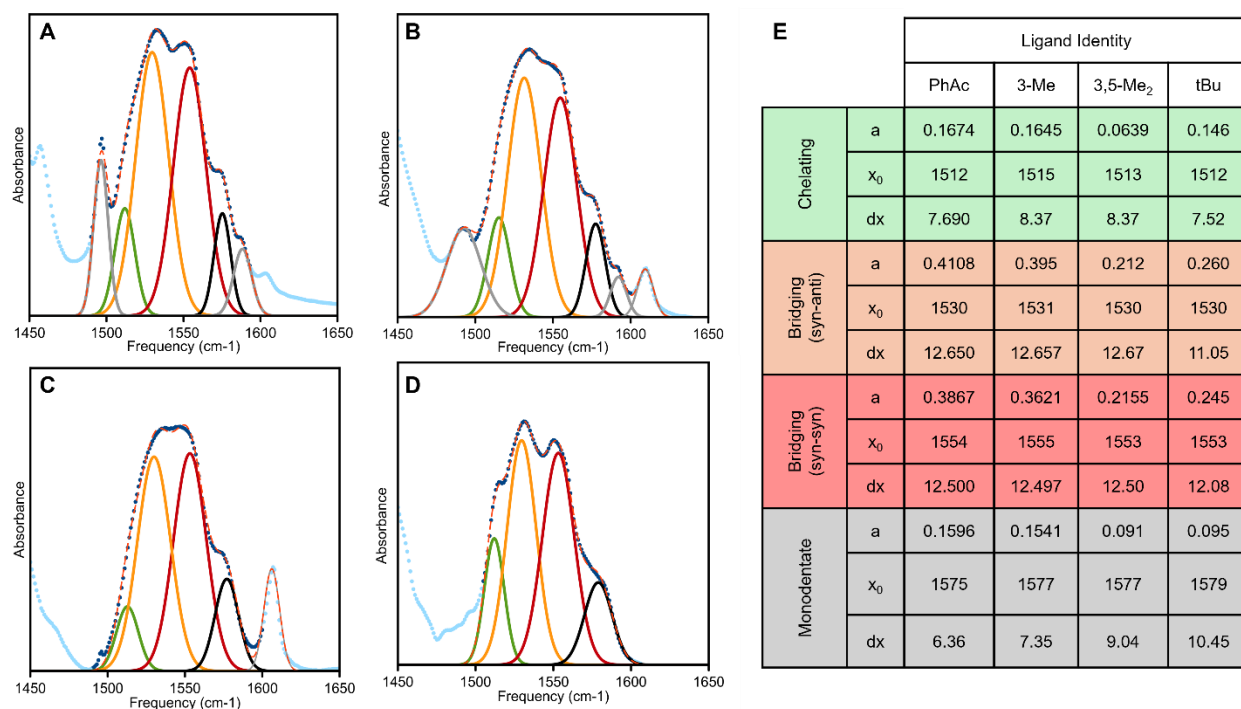 A
Absorbance
1450 1500 1550 1600 1650
Frequency (cm-1)
B
Absorbance
1450 1500 1550 1600 1650
Frequency (cm-1)
C
Absorbance
1450 1500 1550 1600 1650
Frequency (cm-1)
D
Absorbance
1450 1500 1550 1600 1650
Frequency (cm-1)
E
Ligand Identity
PhAc 3-Me 3,5-Me₂ tBu
Chelating
a 0.1674 0.1645 0.0639 0.146
x₀ 1512 1515 1513 1512
dx 7.690 8.37 8.37 7.52
Bridging
(syn-anti)
a 0.4108 0.395 0.212 0.260
x₀ 1530 1531 1530 1530
dx 12.650 12.657 12.67 11.05
Bridging
(syn-syn)
a 0.3867 0.3621 0.2155 0.245
x₀ 1554 1555 1553 1553
dx 12.500 12.497 12.50 12.08
Monodentate
a 0.1596 0.1541 0.091 0.095
x₀ 1575 1577 1577 1579
dx 6.36 7.35 9.04 10.45